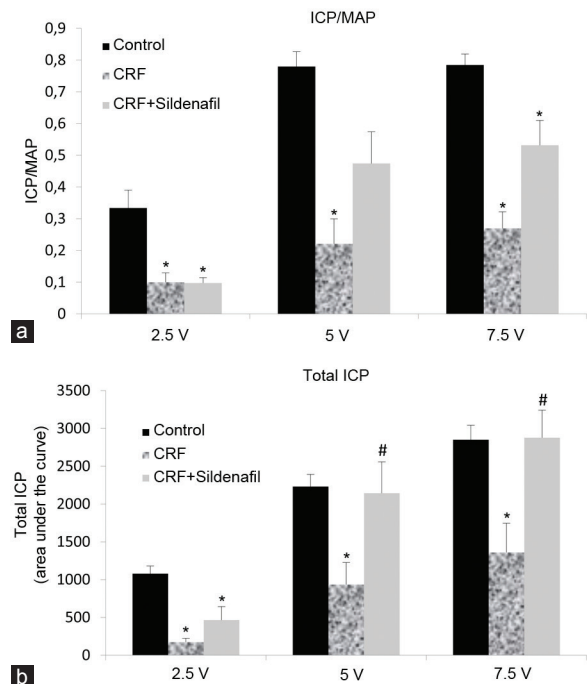 ICP/MAP
0,9
0,8
0,7
0,6
0,5
0,4
0,3
0,2
0,1
0
ICP/MAP
Control
CRF
CRF+Sildenafil
*
*
*
*
*
2.5 V
5 V
7.5 V
a
Total ICP
3500
3000
2500
2000
1500
1000
500
0
Total ICP
(area under the curve)
Control
CRF
CRF+Sildenafil
*
*
*
#
*
#
2.5 V
5 V
7.5 V
b